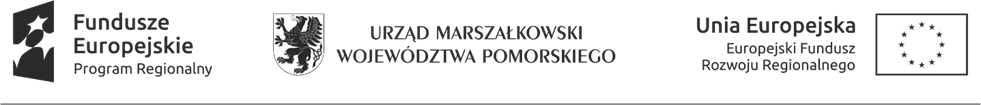 Fundusze
Europejskie
Program Regionalny
URZĄD MARSZAŁKOWSKI
WOJEWÓDZTWA POMORSKIEGO
Unia Europejska
Europejski Fundusz
Rozwoju Regionalnego